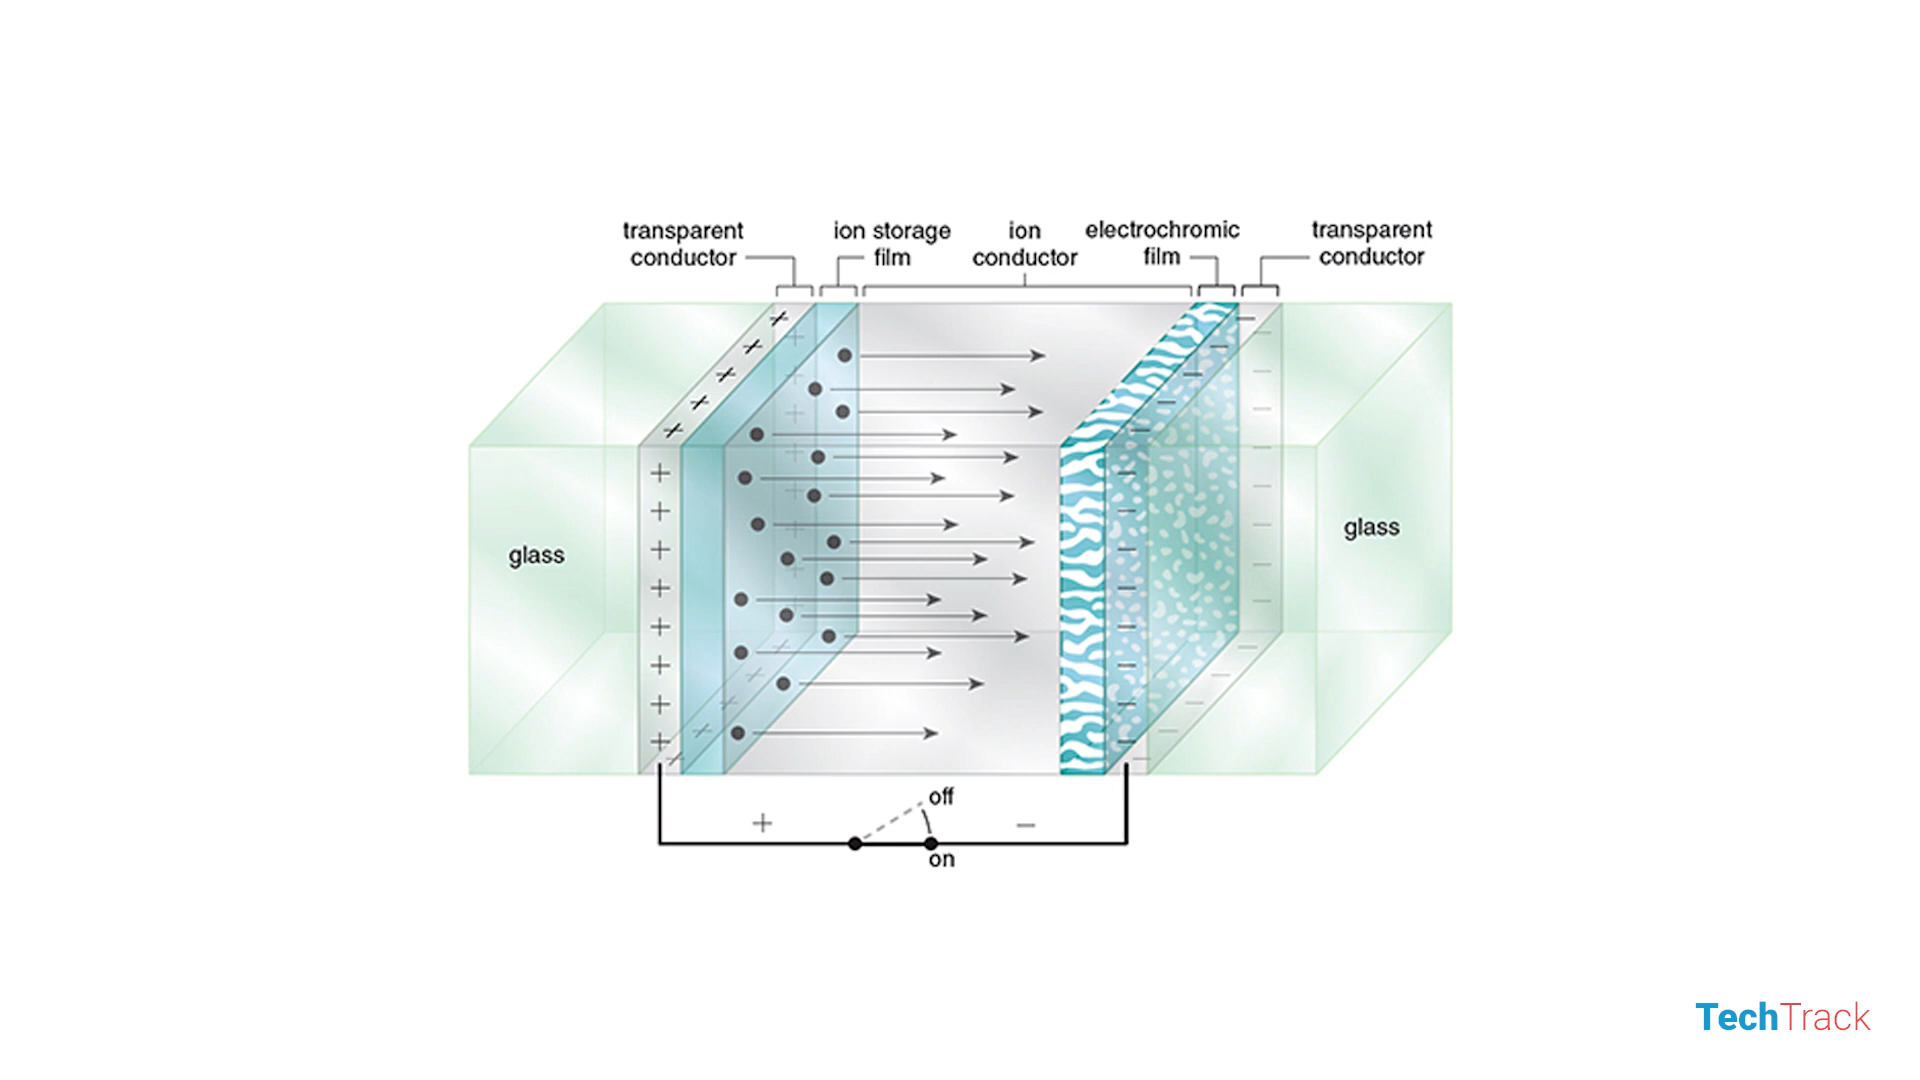 transparent
conductor
ion storage
film
ion
conductor
electrochromic
film
transparent
conductor
glass
glass
+ −
off
on
TechTrack